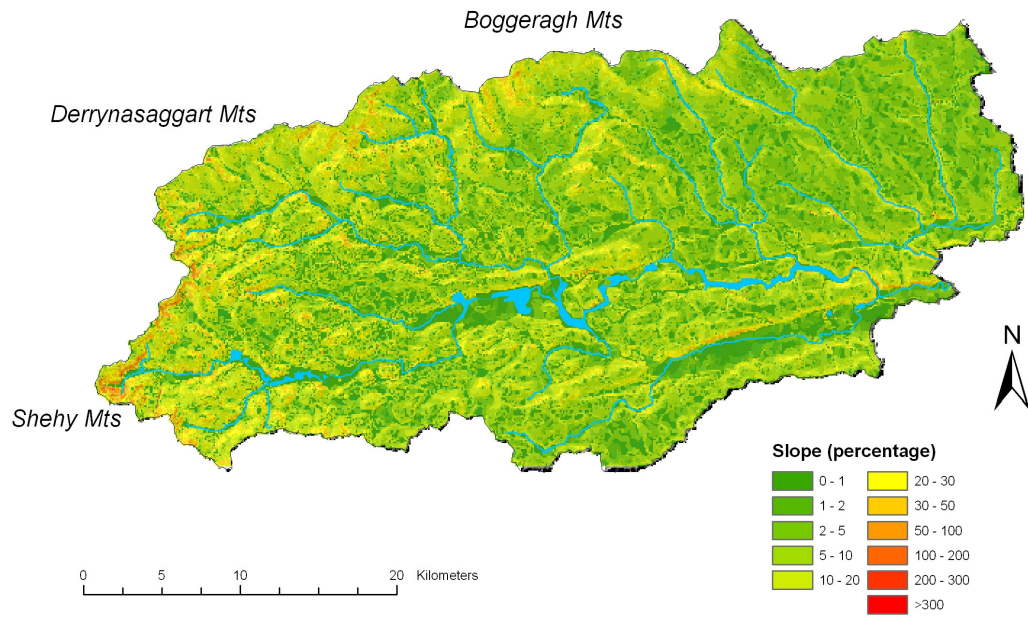 Boggeragh Mts
Derrynasaggart Mts
Shehy Mts
N
Slope (percentage)
0 - 1
1 - 2
2 - 5
5 - 10
10 - 20
20 - 30
30 - 50
50 - 100
100 - 200
200 - 300
>300
0 5 10 20 Kilometers